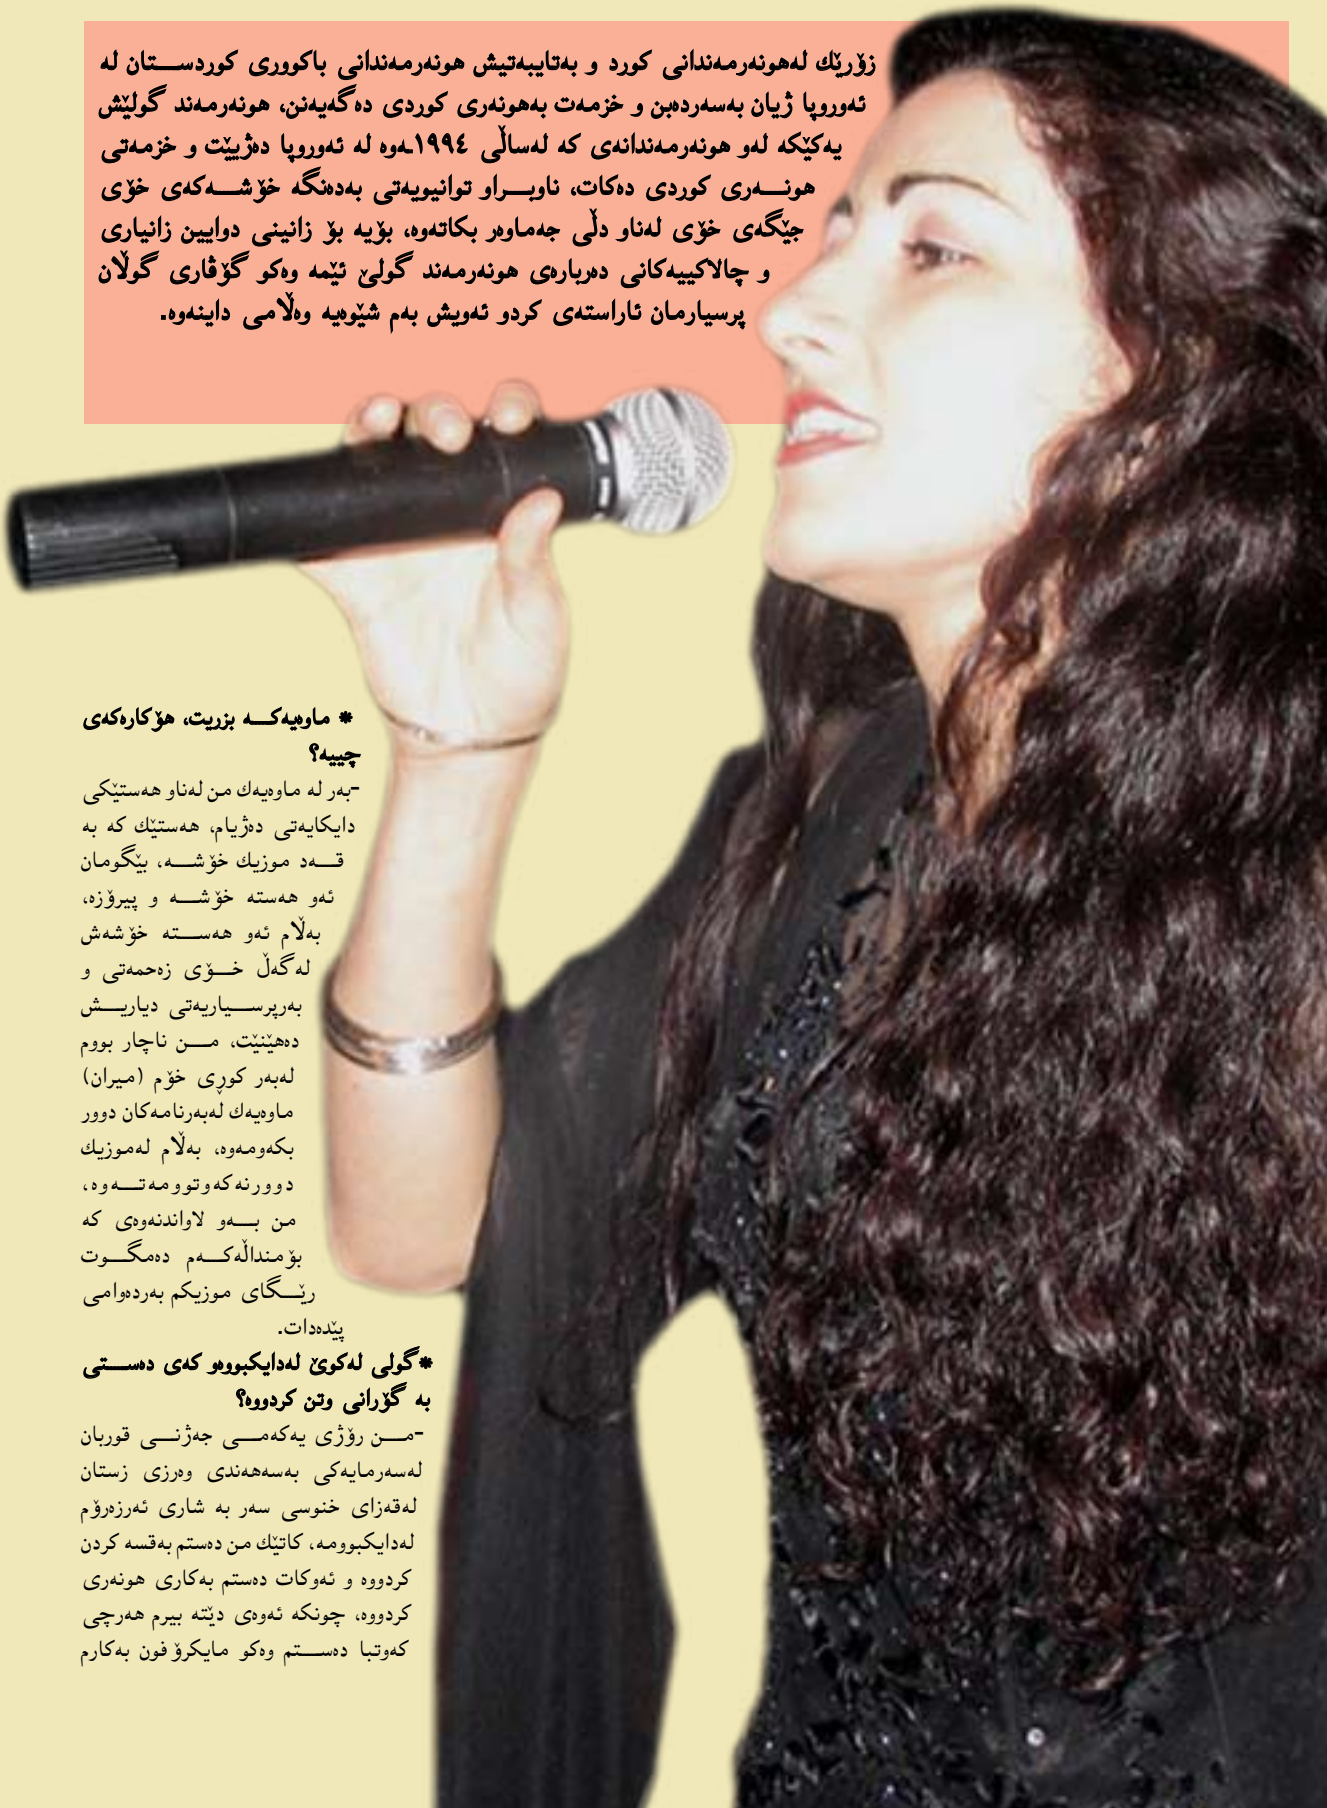 زۆرێك لەهونەرمەندانی كورد و بەتایبەتیش هونەرمەندانی باكووری كوردستان لە
ئەوروپا ژیان بەسەردەبن و خزمەت بەهونەری كوردی دەگەیەنن، هونەرمەند گولێش
یەكێكە لەو هونەرمەندانەی كە لەساڵی ١٩٩٤ـەوە لە ئەوروپا دەژییێت و خزمەتی
هونەری كوردی دەكات، ناوبراو توانیویەتی بەدەنگە خۆشەكەی خۆی
جێگەی خۆی لەناو دڵی جەماوەر بكاتەوە، بۆیە بۆ زانینی دوایین زانیاری
و چالاكییەكانی دەربارەی هونەرمەند گولێ ئێمە وەكو گۆڤاری گوڵان
پرسیارمان ئاراستەی كردو ئەویش بەم شێوەیە وەڵامی داینەوە.
* ماوەیەكە بزریت، هۆكارەكەی
چییە؟
-بەر لە ماوەیەك من لەناو هەستێكی
دایكایەتی دەژیام، هەستێك كە بە
قەد موزیك خۆشە، بێگومان
ئەو هەستە خۆشە و پیرۆزە،
بەڵام ئەو هەستە خۆشەش
لەگەڵ خۆی زەحمەتی و
بەرپرسیاریەتی دیاریش
دەهێنێت، من ناچار بووم
لەبەر كوڕی خۆم (میران)
ماوەیەك لەبەرنامەكان دوور
بكەومەوە، بەڵام لەموزیك
دوورنەكەوتوومەتەوە،
من بەو لاواندنەوەی كە
بۆمنداڵەكەم دەمگوت
رێگای موزیكم بەردەوامی
پێدەدات.
*گولی لەكوێ لەدایكبووەو كەی دەستی
بە گۆرانی وتن كردووە؟
-من رۆژی یەكەمی جەژنی قوربان
لەسەرمایەكی بەسەهەندی وەرزی زستان
لەقەزای خنوسی سەر بە شاری ئەرزەرۆم
لەدایكبوومە، كاتێك من دەستم بەقسە كردن
كردووە و ئەوكات دەستم بەكاری هونەری
كردووە، چونكە ئەوەی دێتە بیرم هەرچی
كەوتبا دەستم وەكو مایكرۆفون بەكارم